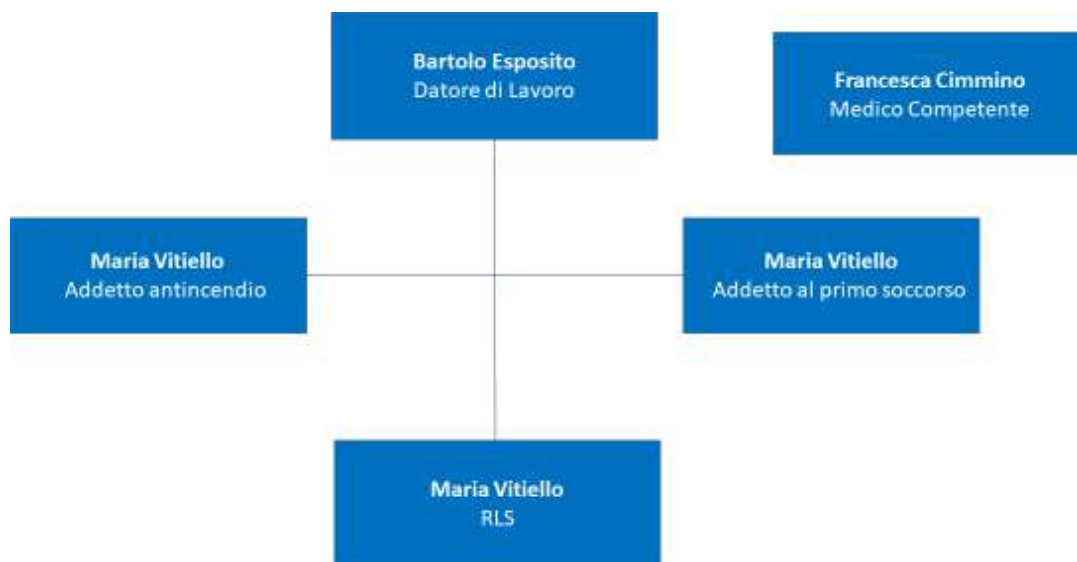 Bartolo Esposito
Datore di Lavoro
Francesca Cimmino
Medico Competente
Maria Vitiello
Addetto antincendio
Maria Vitiello
Addetto al primo soccorso
Maria Vitiello
RLS